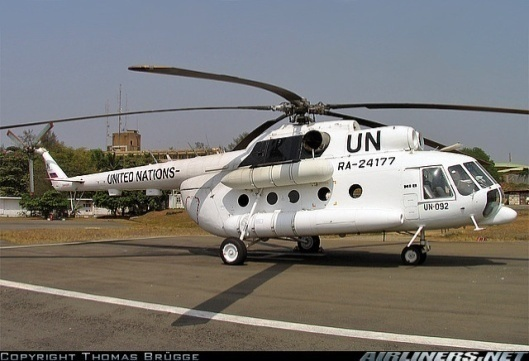 UN
RA-24177
UNITED NATIONS
UN-092
Copyright Thomas Brügge
AIRLINERS.NET